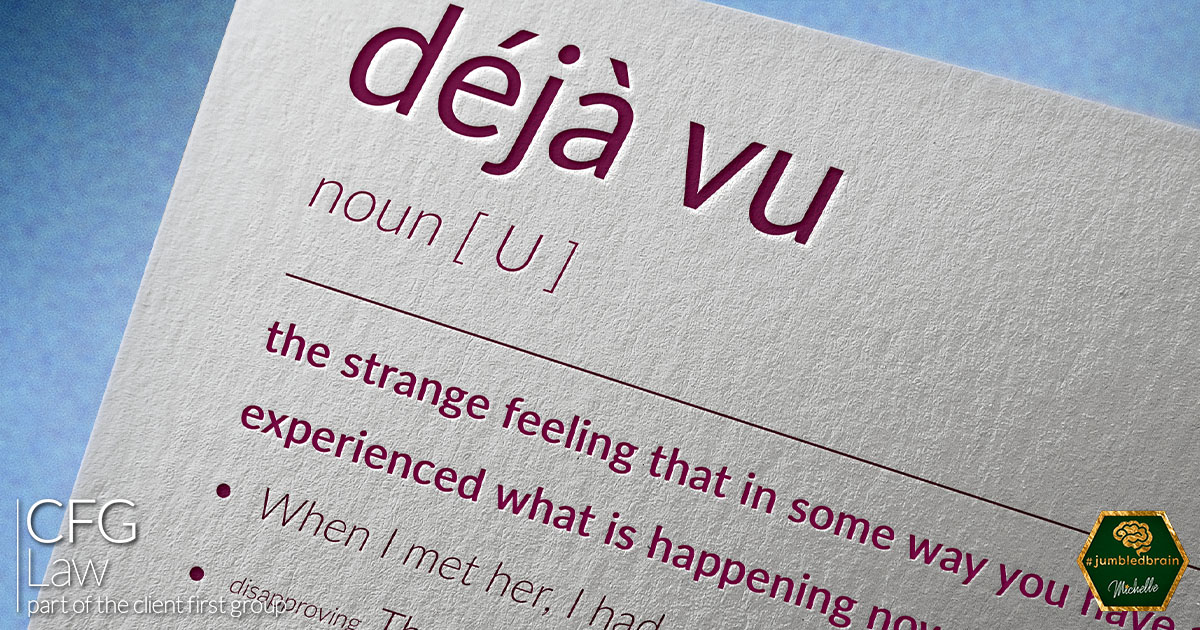 déjà vu
noun [ U ]
the strange feeling that in some way you have
experienced what is happening now
When I met her, I had
disapproving Th
CFG
Law
part of the client first group
#jumbledbrain
Michelle